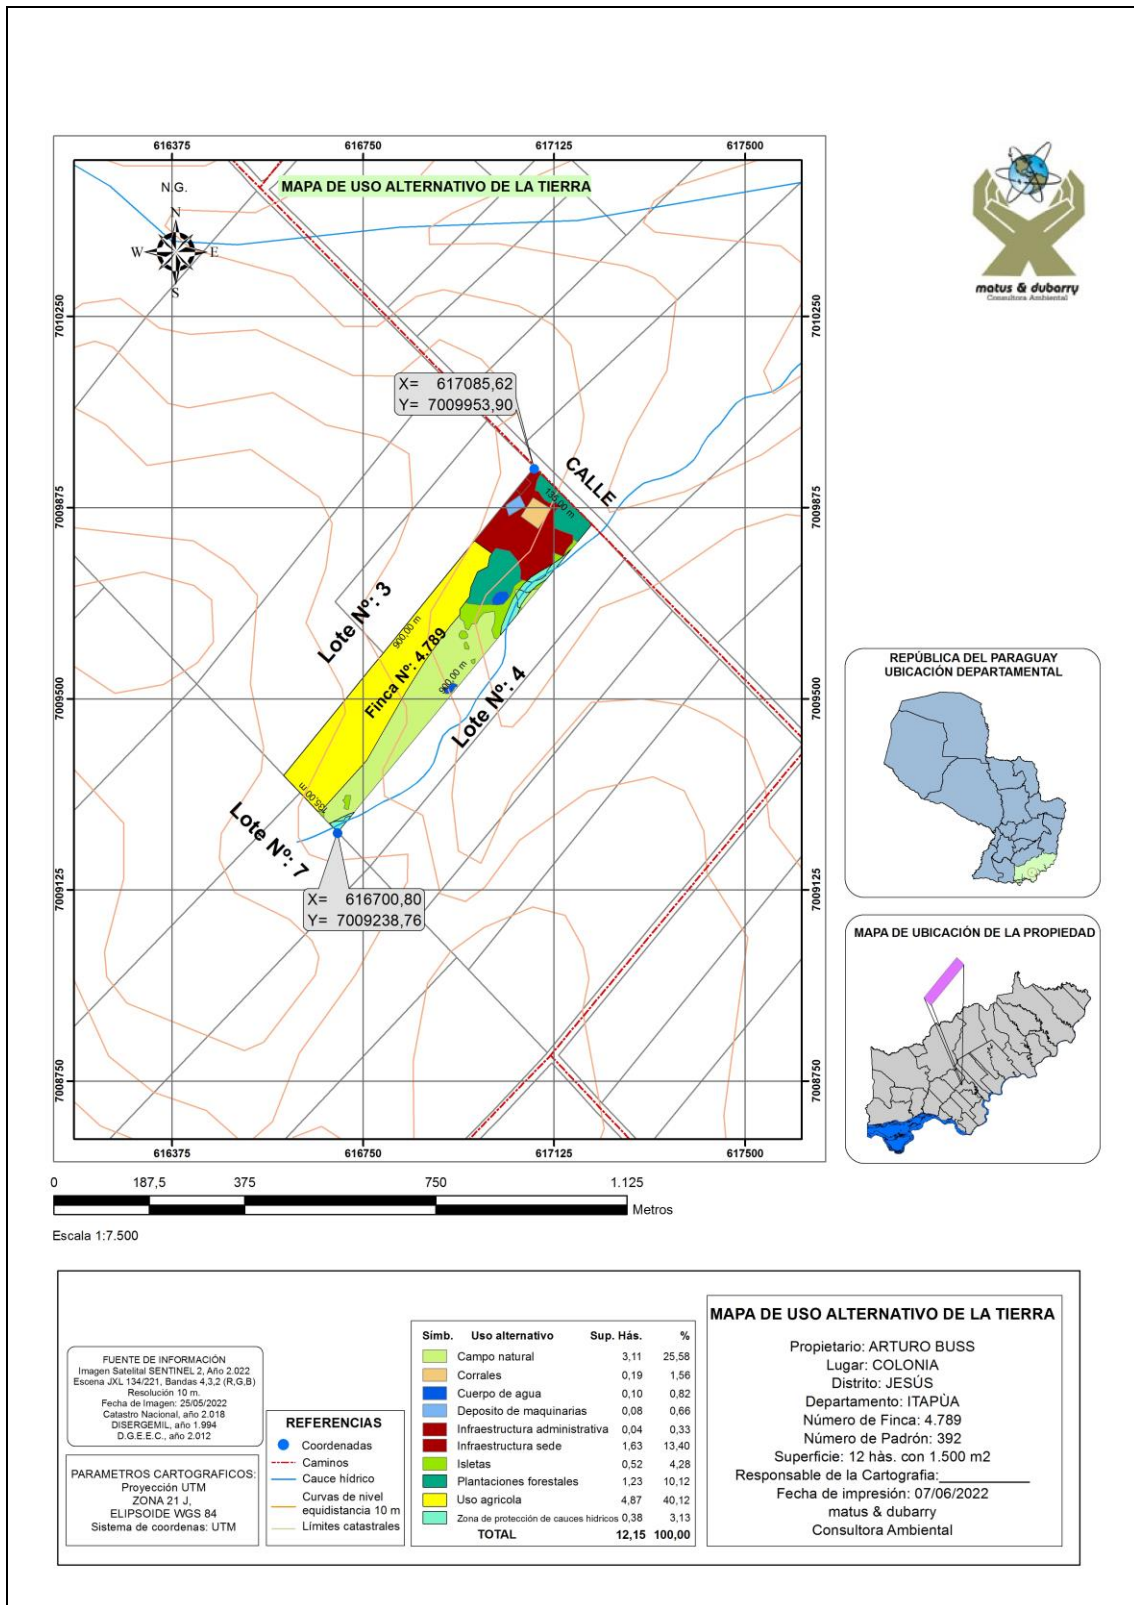 616375 616750 617125 617500
N.G.
MAPA DE USO ALTERNATIVO DE LA TIERRA
N
W E
S
matus & dubarry
Consultora Ambiental
7010250 7010250
X= 617085,62
Y= 7009953,90
CALLE
135,00 m
7009875 7009875
Lote Nº: 3
900,00 m
Finca Nº: 4.789
900,00 m
Lote Nº: 4
7009500 7009500
135,00 m
Lote Nº: 7
X= 616700,80
Y= 7009238,76
7009125 7009125
7008750 7008750
616375 616750 617125 617500
REPÚBLICA DEL PARAGUAY
UBICACIÓN DEPARTAMENTAL
MAPA DE UBICACIÓN DE LA PROPIEDAD
0 187,5 375 750 1.125
Metros
Escala 1:7.500
FUENTE DE INFORMACIÓN
Imagen Satelital SENTINEL 2, Año 2.022
Escena JXL 134/221, Bandas 4,3,2 (R,G,B)
Resolución 10 m.
Fecha de Imagen: 25/05/2022
Catastro Nacional, año 2.018
DISERGEMIL, año 1.994
D.G.E.E.C., año 2.012
PARAMETROS CARTOGRAFICOS:
Proyección UTM
ZONA 21 J,
ELIPSOIDE WGS 84
Sistema de coordenas: UTM
REFERENCIAS
Coordenadas
Caminos
Cauce hídrico
Curvas de nivel
equidistancia 10 m
Límites catastrales
Símb. Uso alternativo Sup. Hás. %
Campo natural 3,11 25,58
Corrales 0,19 1,56
Cuerpo de agua 0,10 0,82
Deposito de maquinarias 0,08 0,66
Infraestructura administrativa 0,04 0,33
Infraestructura sede 1,63 13,40
Isletas 0,52 4,28
Plantaciones forestales 1,23 10,12
Uso agricola 4,87 40,12
Zona de protección de cauces hídricos 0,38 3,13
TOTAL 12,15 100,00
MAPA DE USO ALTERNATIVO DE LA TIERRA
Propietario: ARTURO BUSS
Lugar: COLONIA
Distrito: JESÚS
Departamento: ITAPÙA
Número de Finca: 4.789
Número de Padrón: 392
Superficie: 12 hàs. con 1.500 m2
Responsable de la Cartografia:__________
Fecha de impresión: 07/06/2022
matus & dubarry
Consultora Ambiental